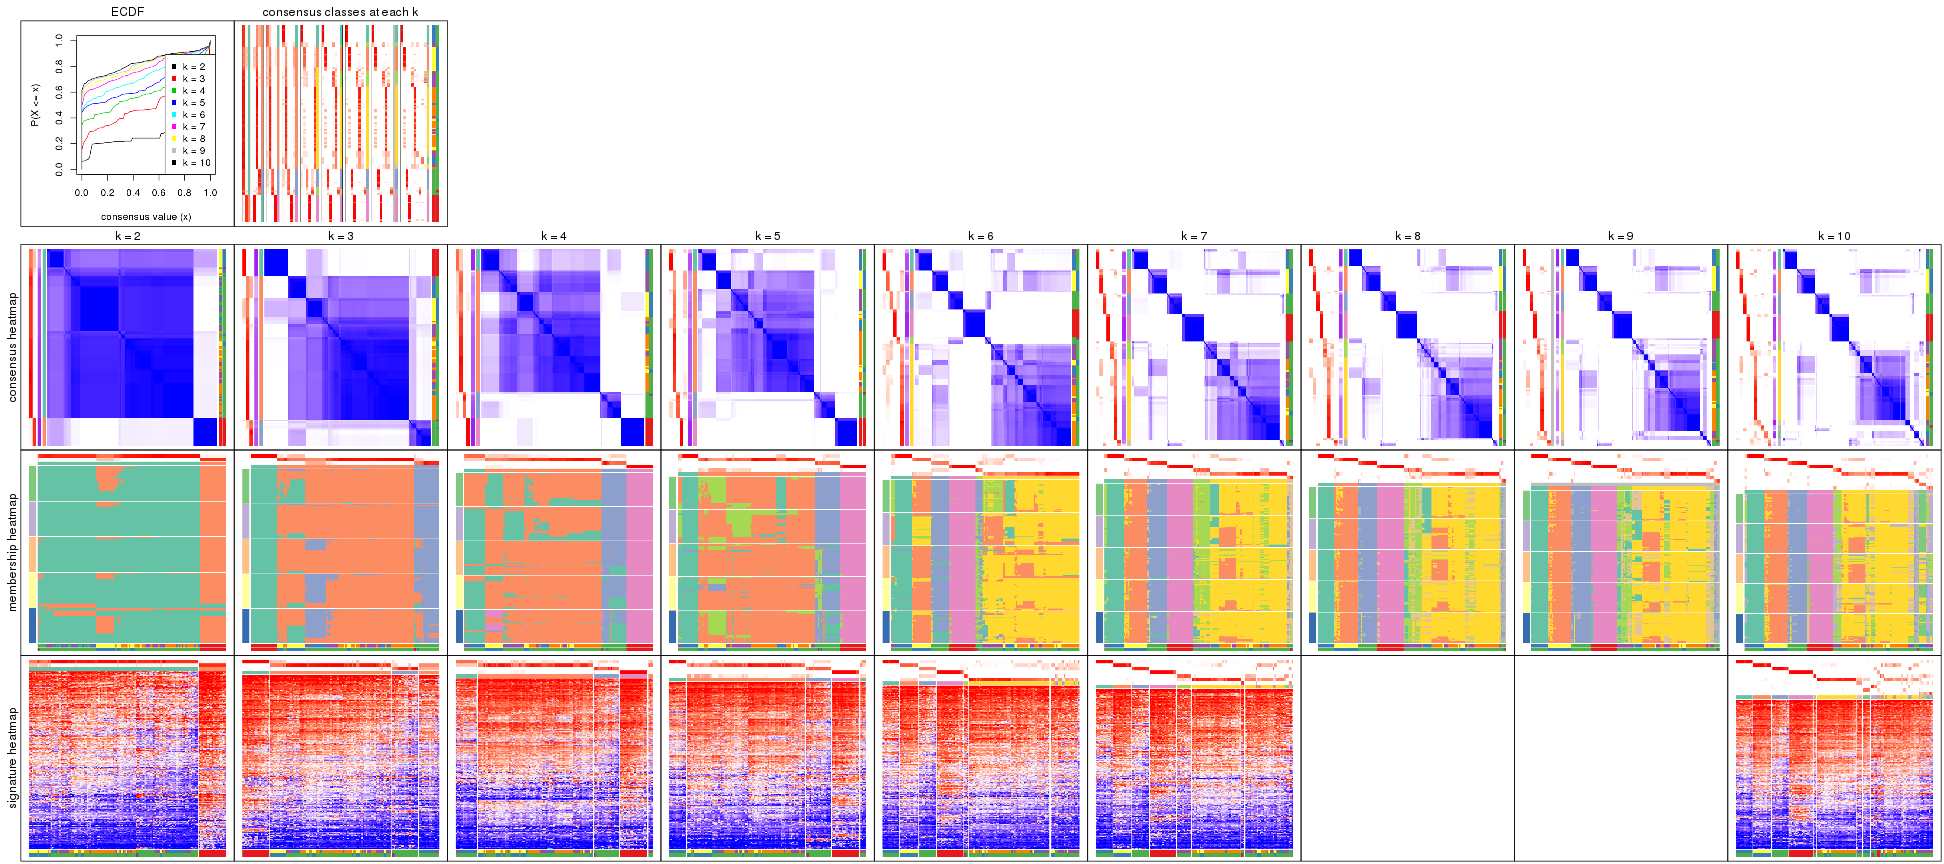 ECDF
consensus classes at each k
P(X <= x)
0.0
0.2
0.4
0.6
0.8
1.0
k = 2
k = 3
k = 4
k = 5
k = 6
k = 7
k = 8
k = 9
k = 10
0.0 0.2 0.4 0.6 0.8 1.0
consensus value (x)
k = 2
k = 3
k = 4
k = 5
k = 6
k = 7
k = 8
k = 9
k = 10
consensus heatmap
membership heatmap
signature heatmap